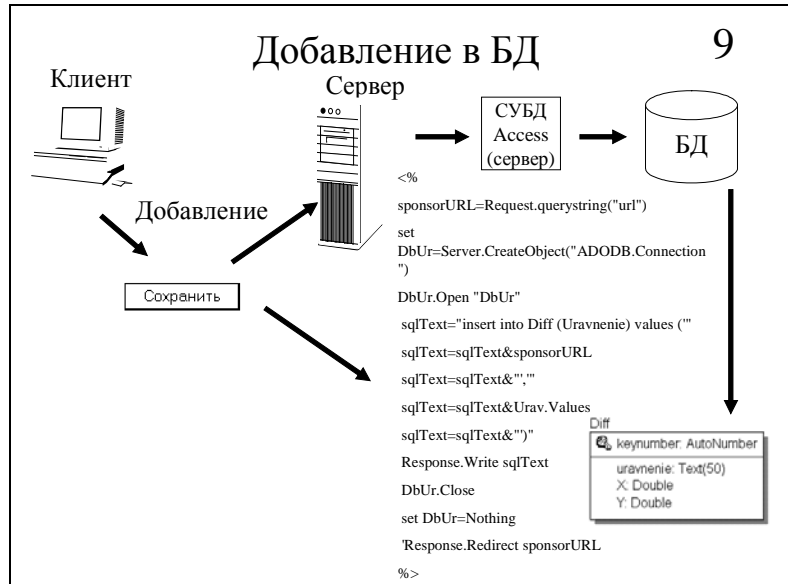 Добавление в БД
9
Клиент
Сервер
СУБД
Access
(сервер)
БД
Добавление
Сохранить
<%
sponsorURL=Request.querystring("url")
set
DbUr=Server.CreateObject("ADODB.Connection
")
DbUr.Open "DbUr"
sqlText="insert into Diff (Uravnenie) values ('"
sqlText=sqlText&sponsorURL
sqlText=sqlText&"','"
sqlText=sqlText&Urav.Values
sqlText=sqlText&"')"
Response.Write sqlText
DbUr.Close
set DbUr=Nothing
'Response.Redirect sponsorURL
%>
Diff
keynumber: AutoNumber
uravnenie: Text(50)
X: Double
Y: Double